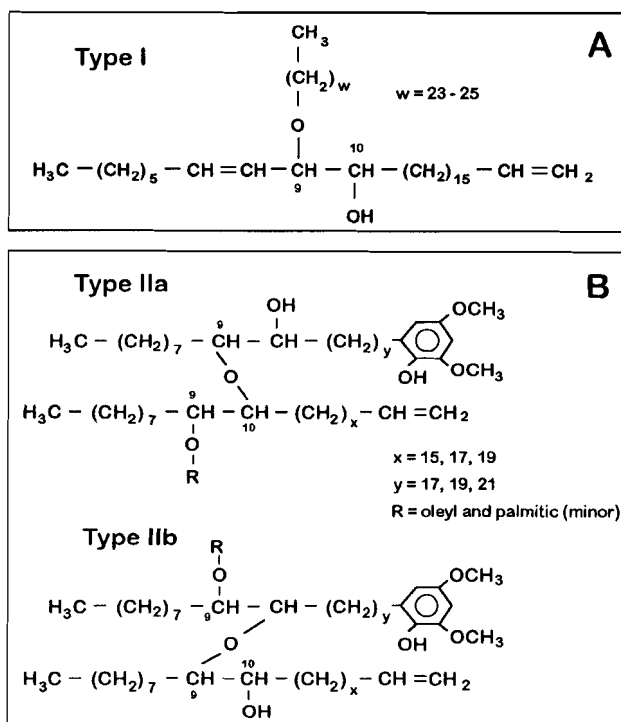 Type I
A
CH₃
(CH₂)w
w = 23 - 25
O
10
H₃C — (CH₂)₅ — CH = CH — CH — CH — (CH₂)₁₅ — CH = CH₂
9
OH
Type IIa
B
OH
OCH₃
9
H₃C — (CH₂)₇ — CH — CH — (CH₂)y
OH
OCH₃
O
9
H₃C — (CH₂)₇ — CH — CH — (CH₂)x — CH = CH₂
10
O
R
x = 15, 17, 19
y = 17, 19, 21
R = oleyl and palmitic (minor)
Type IIb
R
O
OCH₃
H₃C — (CH₂)₇ — CH — CH — (CH₂)y
9
OH
OCH₃
O
10
H₃C — (CH₂)₇ — CH — CH — (CH₂)x — CH = CH₂
9
OH